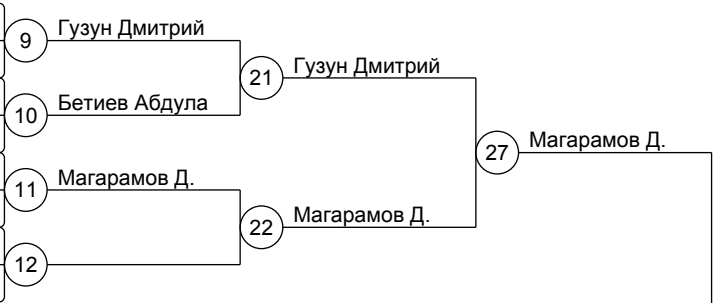 9 Гузун Дмитрий
21 Гузун Дмитрий
10 Бетиев Абдула
27 Магарамов Д.
11 Магарамов Д.
22 Магарамов Д.
12